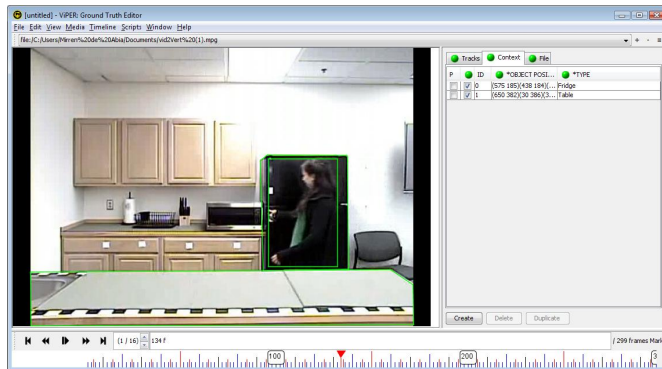 [untitled] - ViPER: Ground Truth Editor
File Edit View Media Timeline Scripts Window Help
file:/C:/Users/Mirren%20de%20Abia/Documents/vid2Vert%20(1).mpg
Tracks Context File
P ID *OBJECT POSI... *TYPE
0 (575 185)(438 184)(... Fridge
1 (650 382)(30 386)(3... Table
Create Delete Duplicate
(1 / 16) 134 F / 299 frames Mark
100 200 3